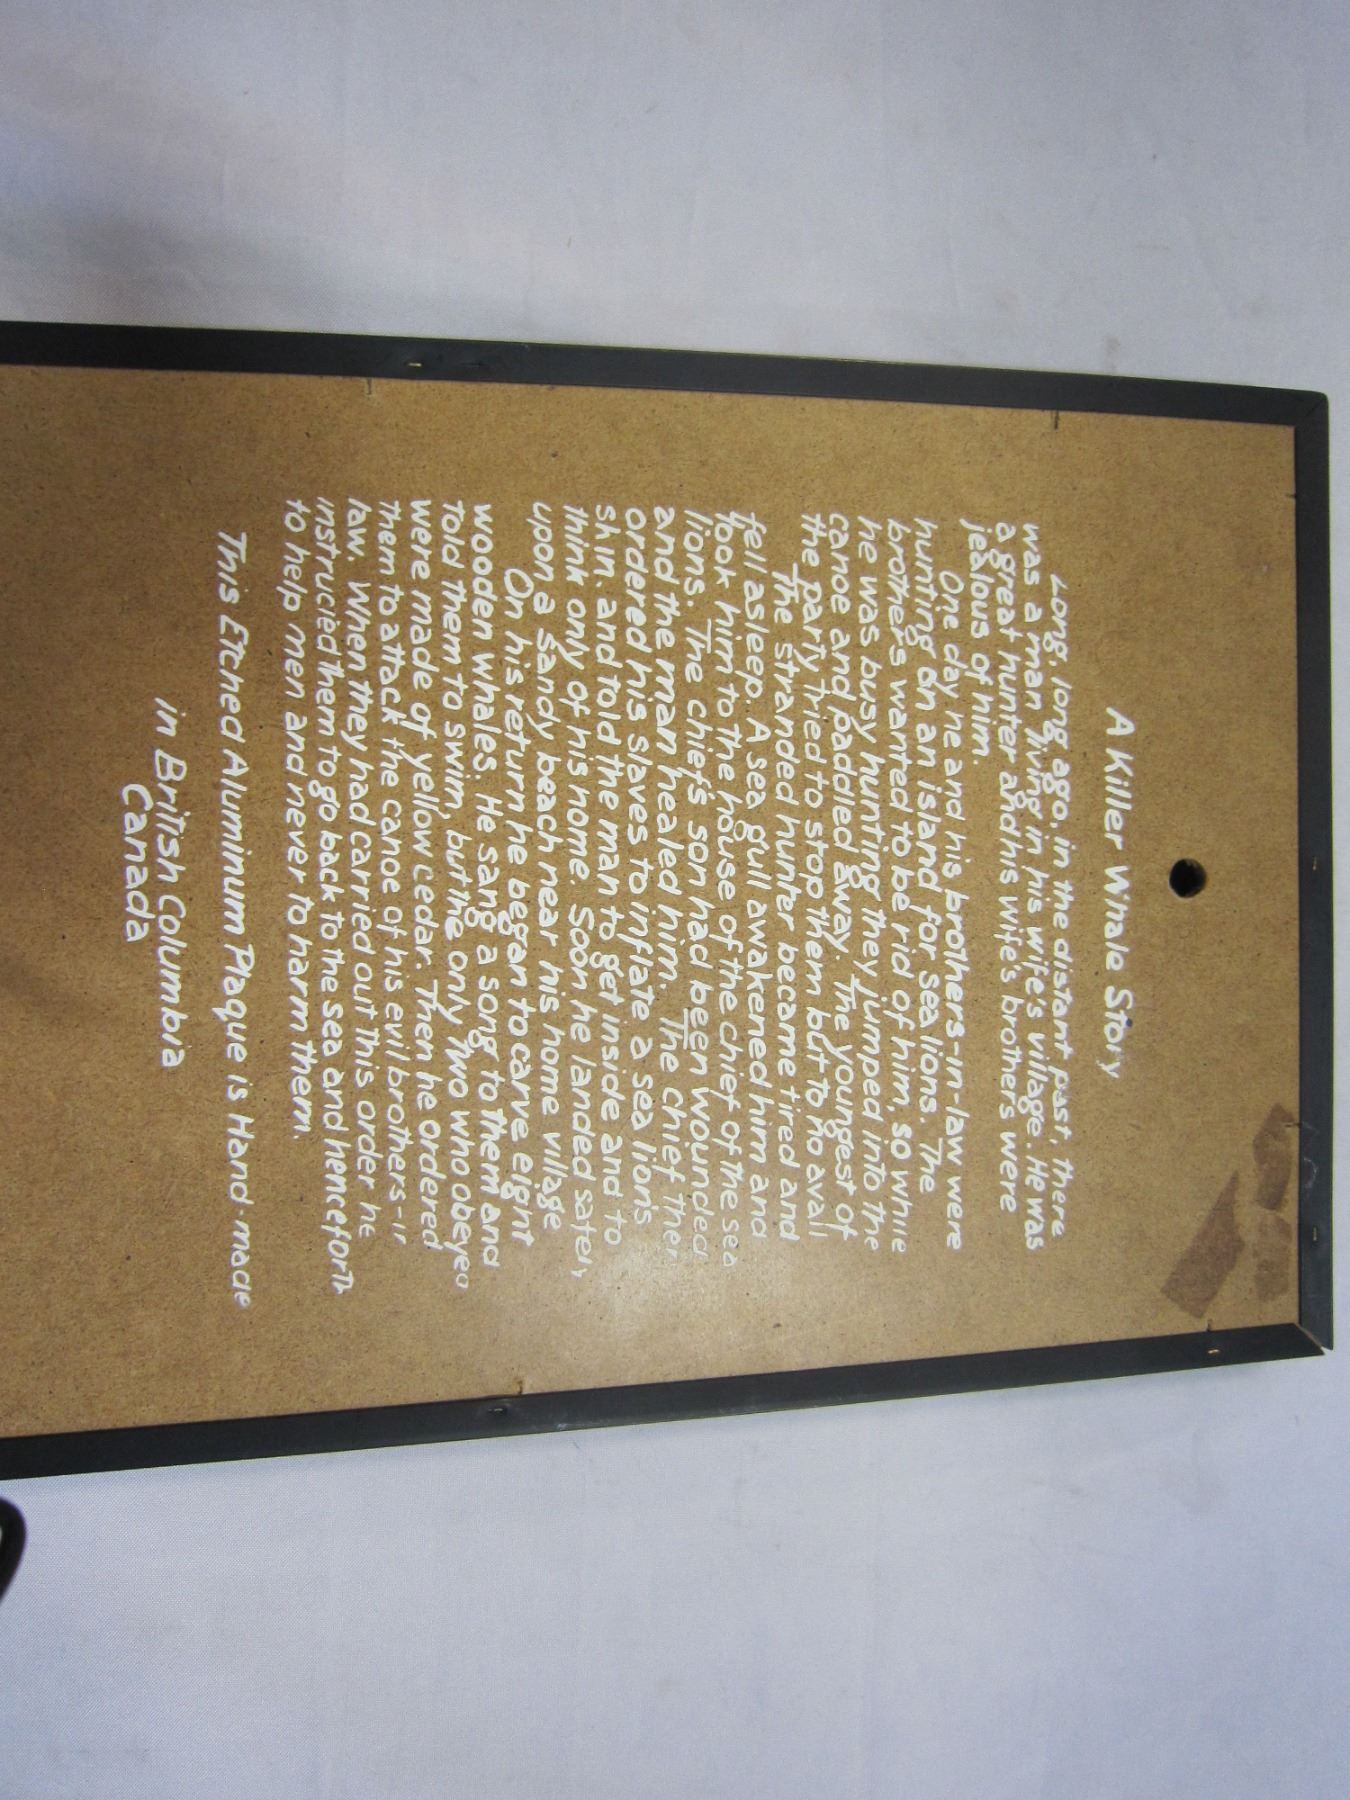 A Killer Whale Story
Long, long ago, in the distant past, there
was a man living in his wife's village. He was
a great hunter and his wife's brothers were
jealous of him.
One day he and his brothers-in-law were
hunting on an island for sea lions. The
brothers wanted to be rid of him, so while
he was busy hunting they jumped into the
canoe and paddled away. The youngest of
the party tried to stop them but to no avail
The stranded hunter became tired and
fell asleep. A sea gull awakened him and
took him to the house of the chief of the sea
lions. The chief's son had been wounded
and the man healed him. The chief then
ordered his slaves to inflate a sea lion's
skin. and told the man to get inside and to
think only of his home. Soon he landed safely
upon a sandy beach near his home village
On his return he began to carve eight
wooden whales. He sang a song to them and
told them to swim, but the only two who obeyed
were made of yellow cedar. Then he ordered
them to attack the canoe of his evil brothers-in
law. When they had carried out this order he
instructed them to go back to the sea and henceforth
to help men and never to harm them.
This Etched Aluminum Plaque is Hand-made
in British Columbia
Canada